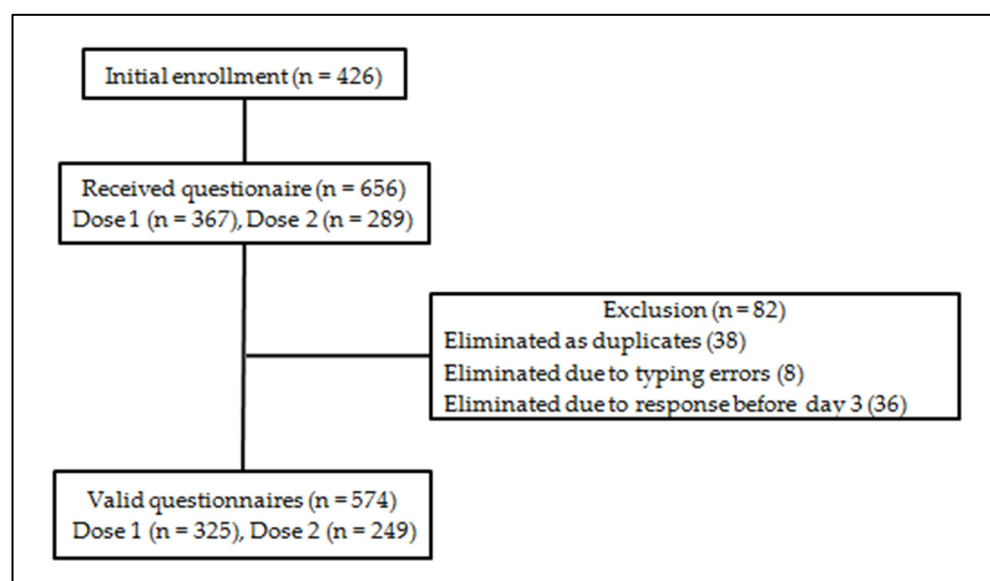 Initial enrollment (n = 426)
Received questionaire (n = 656)
Dose 1 (n = 367), Dose 2 (n = 289)
Exclusion (n = 82)
Eliminated as duplicates (38)
Eliminated due to typing errors (8)
Eliminated due to response before day 3 (36)
Valid questionnaires (n = 574)
Dose 1 (n = 325), Dose 2 (n = 249)